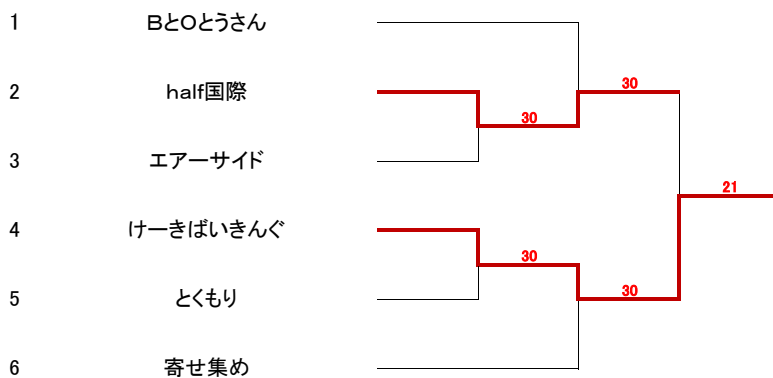 1 BとOとうさん
30
2 half国際
30
3 エアーサイド
21
4 けーきばいきんぐ
30
5 とくもり
30
6 寄せ集め